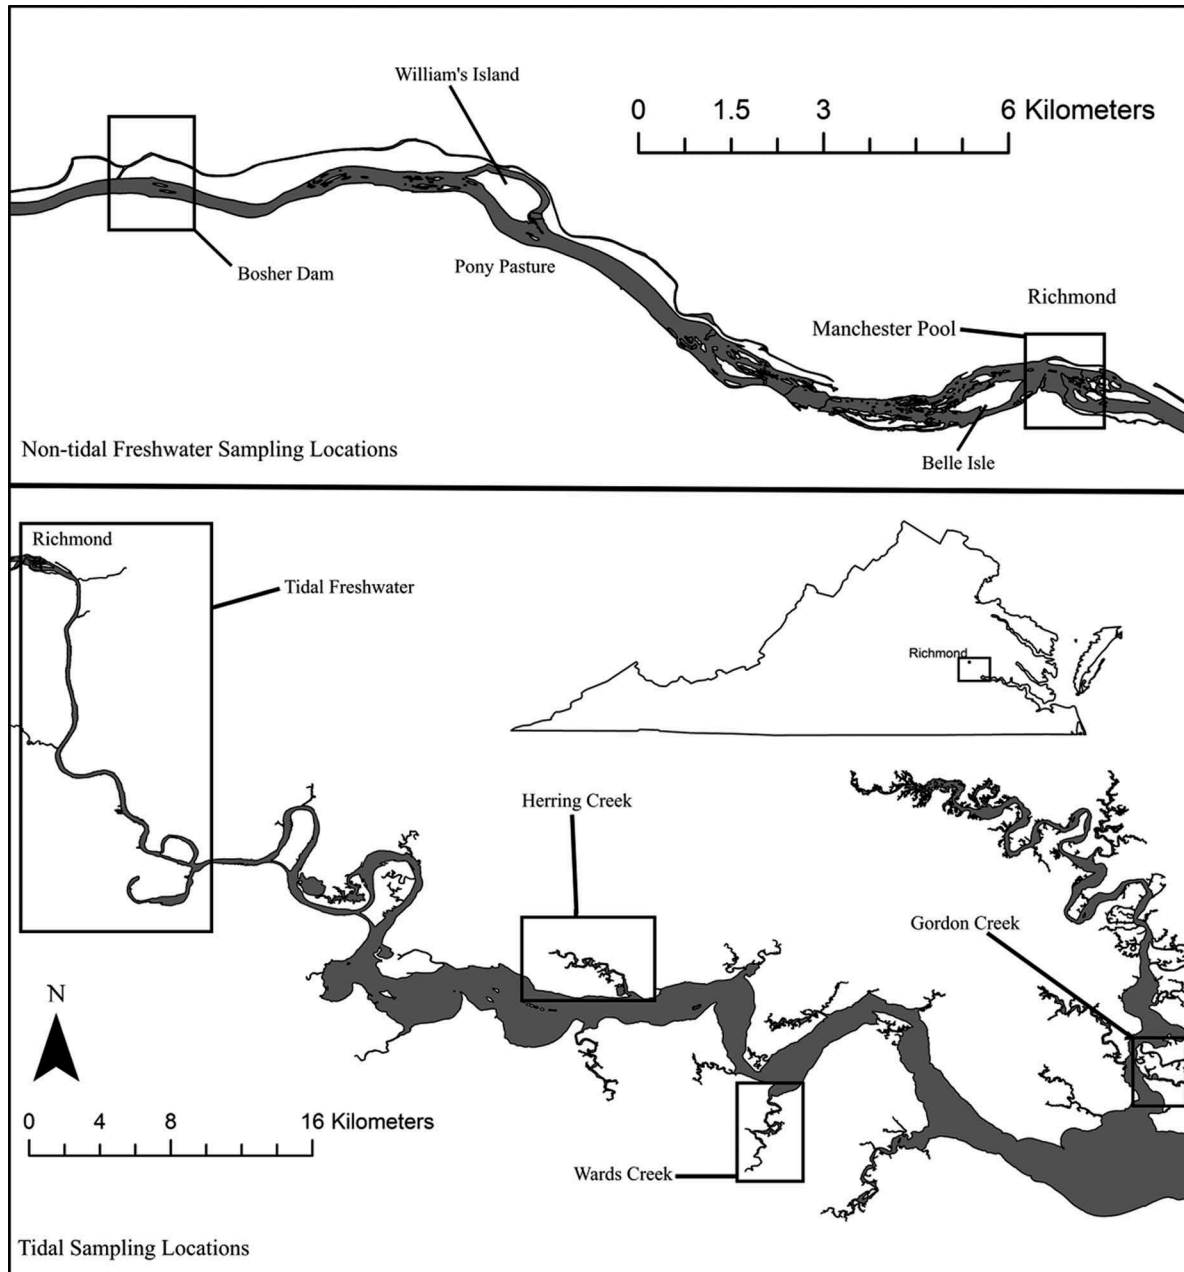 William's Island
0 1.5 3 6 Kilometers
Bosher Dam
Pony Pasture
Richmond
Manchester Pool
Belle Isle
Non-tidal Freshwater Sampling Locations
Richmond
Tidal Freshwater
Richmond
Herring Creek
Gordon Creek
N
0 4 8 16 Kilometers
Wards Creek
Tidal Sampling Locations